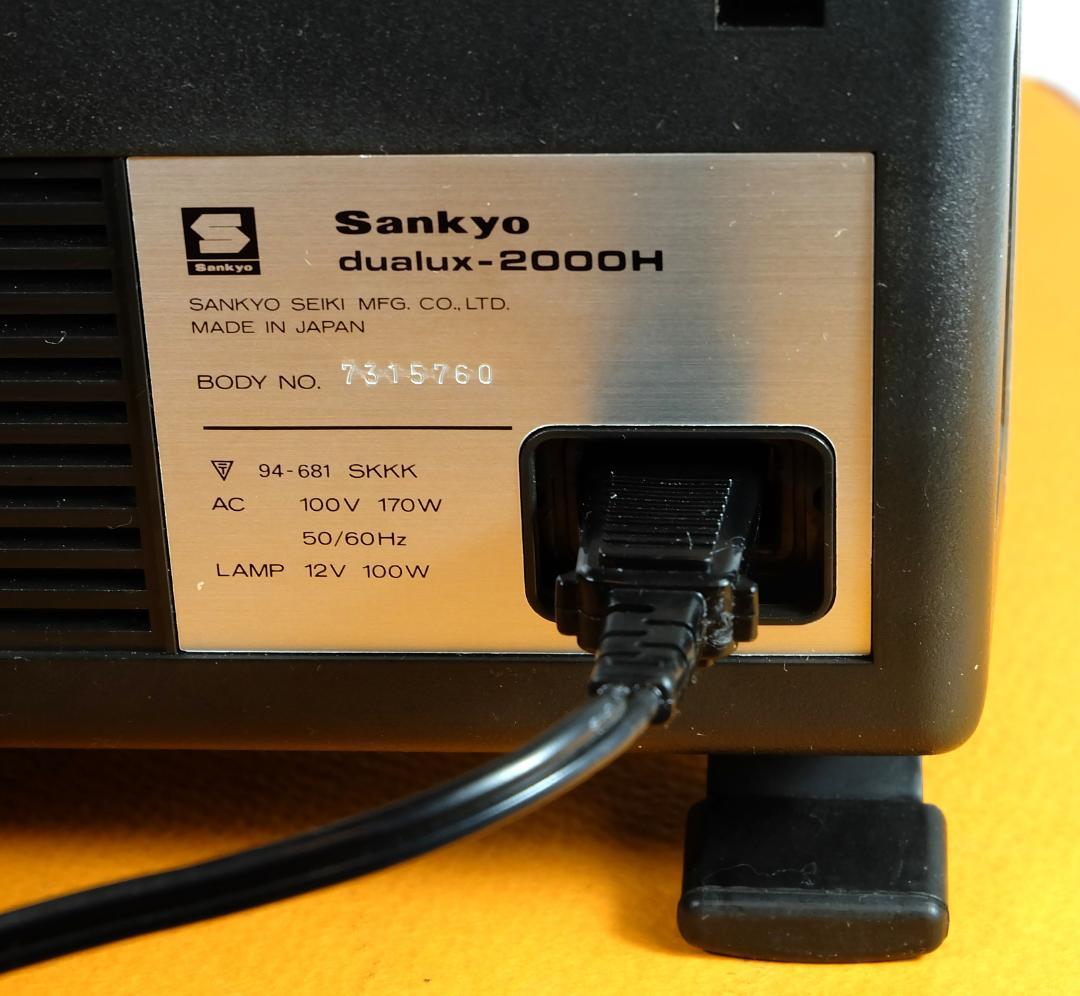 Sankyo
Sankyo
dualux-2000H
SANKYO SEIKI MFG. CO., LTD.
MADE IN JAPAN
BODY NO. 7315760
94-681 SKKK
AC 100V 170W
50/60Hz
LAMP 12V 100W